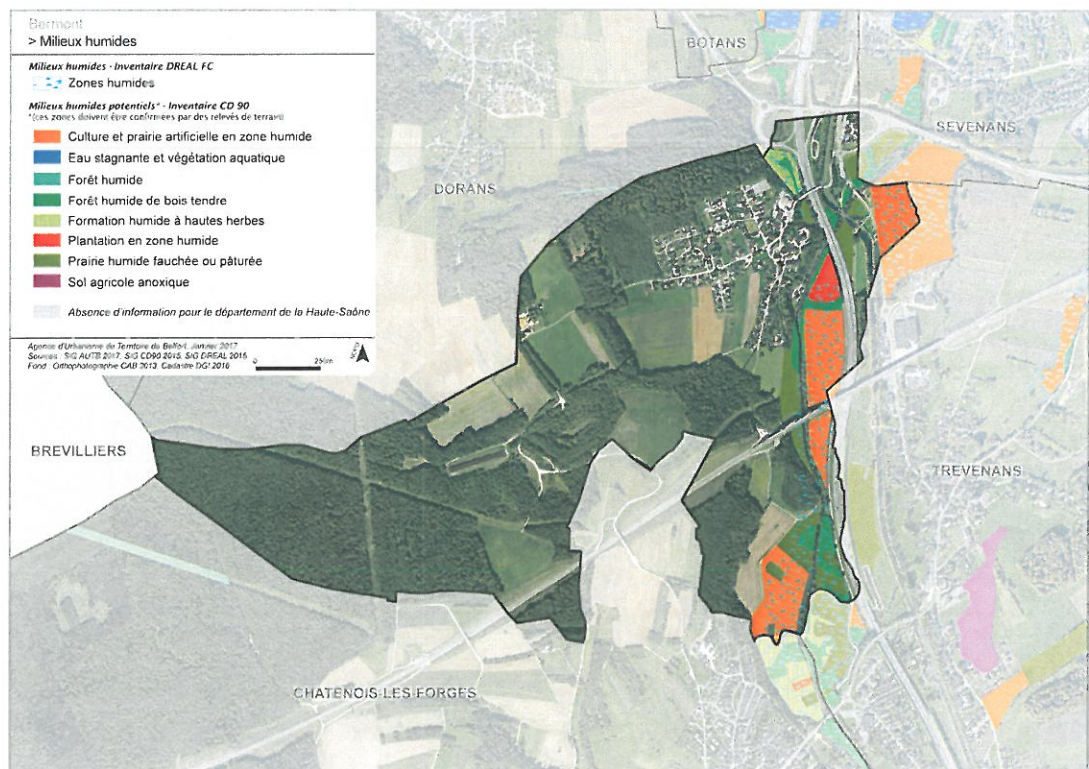 Bermont
> Milieux humides
Milieux humides - Inventaire DREAL FC
Zones humides
Milieux humides potentiels* - Inventaire CD 90
*(ces zones doivent être confirmées par des relevés de terrain)
Culture et prairie artificielle en zone humide
Eau stagnante et végétation aquatique
Forêt humide
Forêt humide de bois tendre
Formation humide à hautes herbes
Plantation en zone humide
Prairie humide fauchée ou pâturée
Sol agricole anoxique
Absence d'information pour le département de la Haute-Saône
Agence d'Urbanisme du Territoire de Belfort, Janvier 2017
Sources : SIG AUTB 2017, SIG CD90 2015, SIG DREAL 2015
Fond : Orthophotographie CAB 2013, Cadastre DGI 2016
0
BOTANS
SEVENANS
DORANS
BREVILLIERS
TREVENANS
CHATENOIS-LES-FORGES